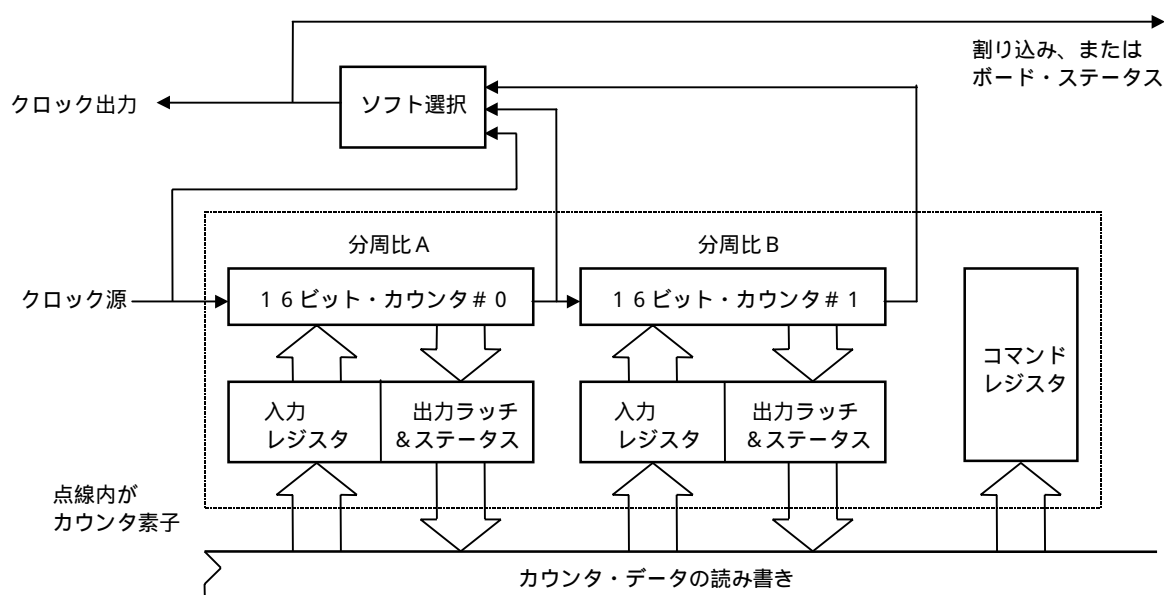 割り込み、または
ボード・ステータス
クロック出力
ソフト選択
分周比A
分周比B
クロック源
16ビット・カウンタ#0
16ビット・カウンタ#1
コマンド
レジスタ
入力
レジスタ
出力ラッチ
&ステータス
入力
レジスタ
出力ラッチ
&ステータス
点線内が
カウンタ素子
カウンタ・データの読み書き